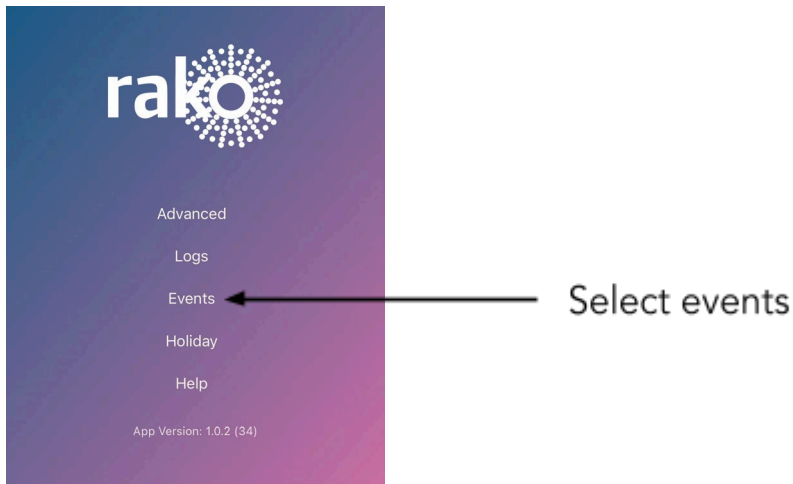 rako
Advanced
Logs
Events
Select events
Holiday
Help
App Version: 1.0.2 (34)